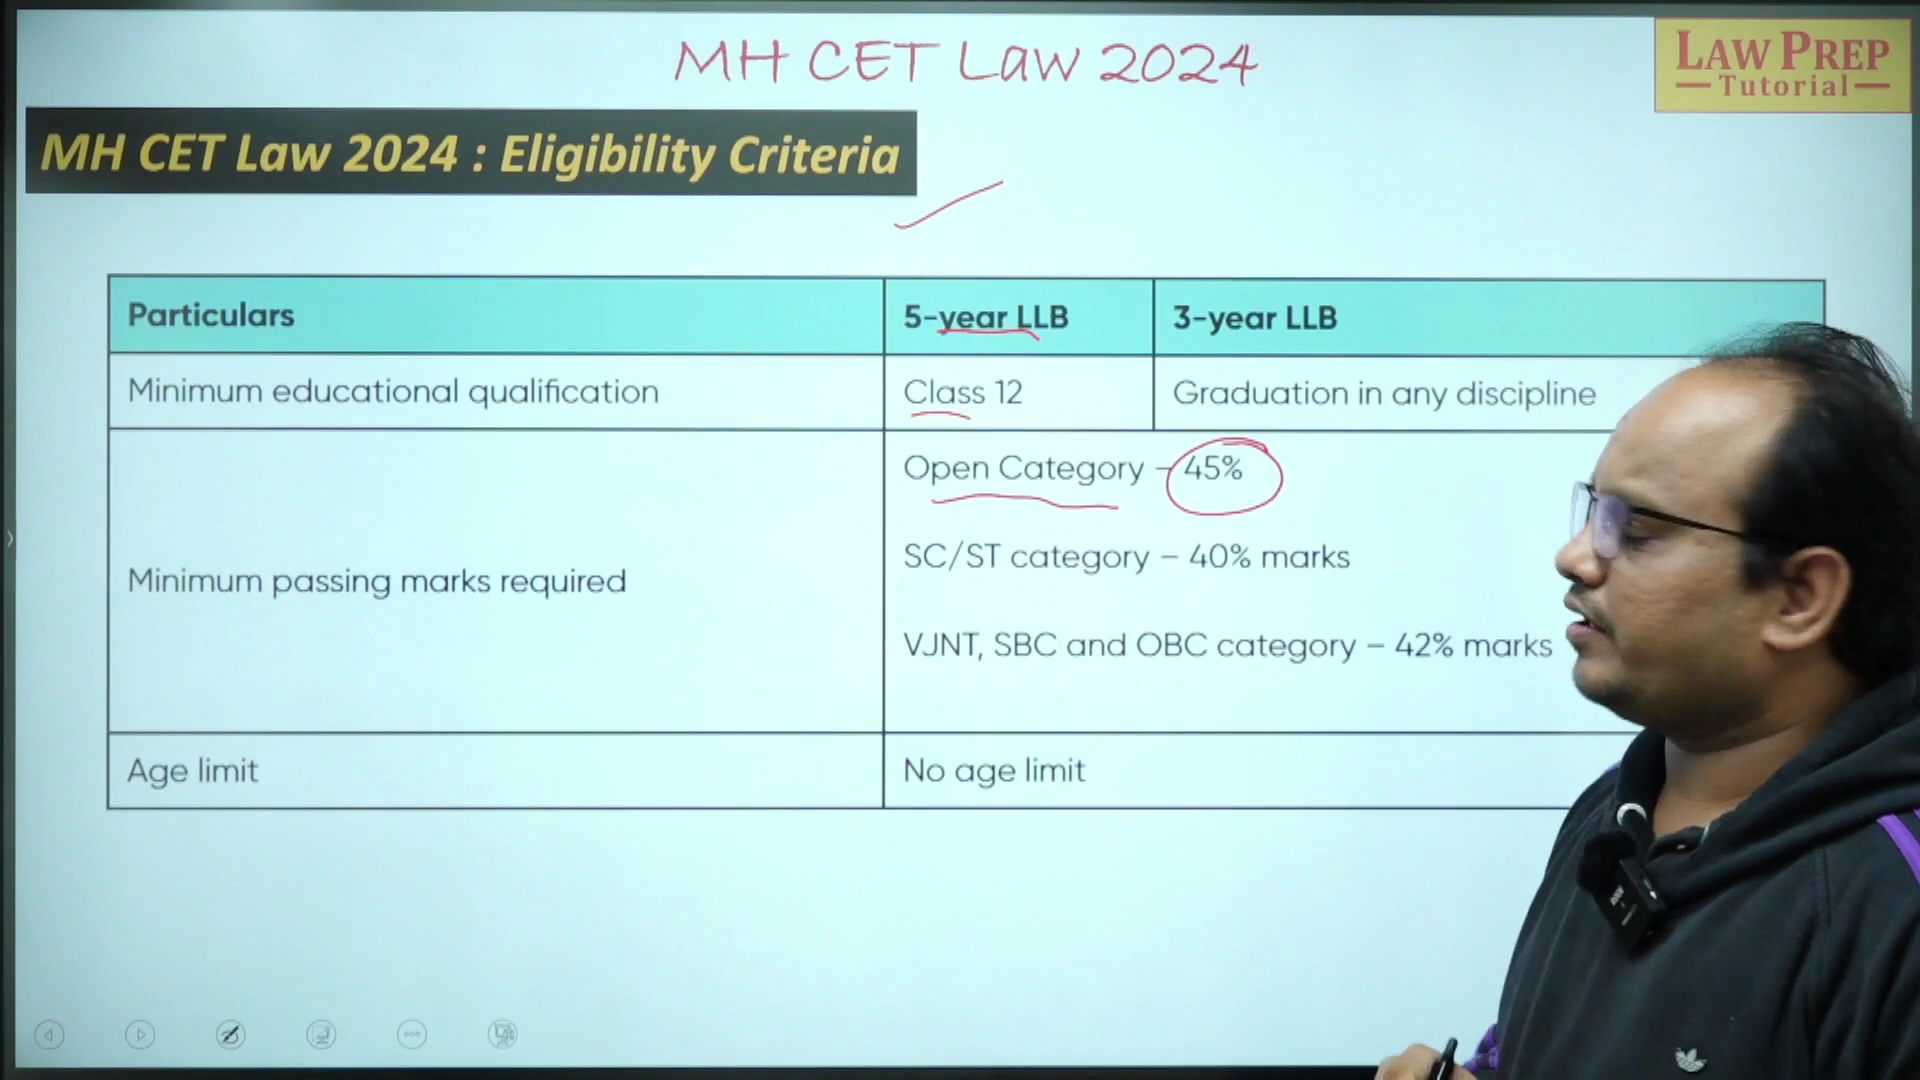 MH CET Law 2024
LAW PREP
Tutorial
MH CET Law 2024 : Eligibility Criteria
Particulars
5-year LLB
3-year LLB
Minimum educational qualification
Class 12
Graduation in any discipline
Minimum passing marks required
Open Category – 45%
SC/ST category – 40% marks
VJNT, SBC and OBC category – 42% marks
Age limit
No age limit